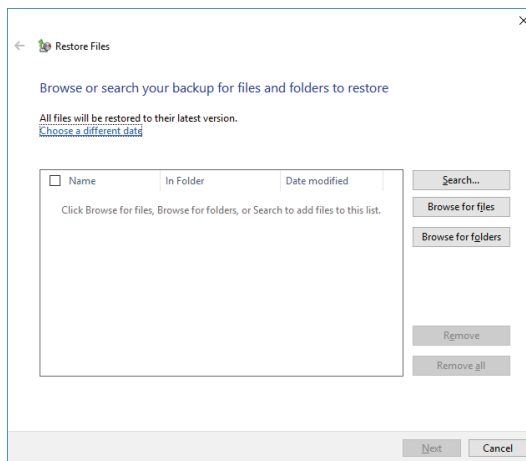 Restore Files
Browse or search your backup for files and folders to restore
All files will be restored to their latest version.
Choose a different date
Name In Folder Date modified
Click Browse for files, Browse for folders, or Search to add files to this list.
Search...
Browse for files
Browse for folders
Remove
Remove all
Next Cancel